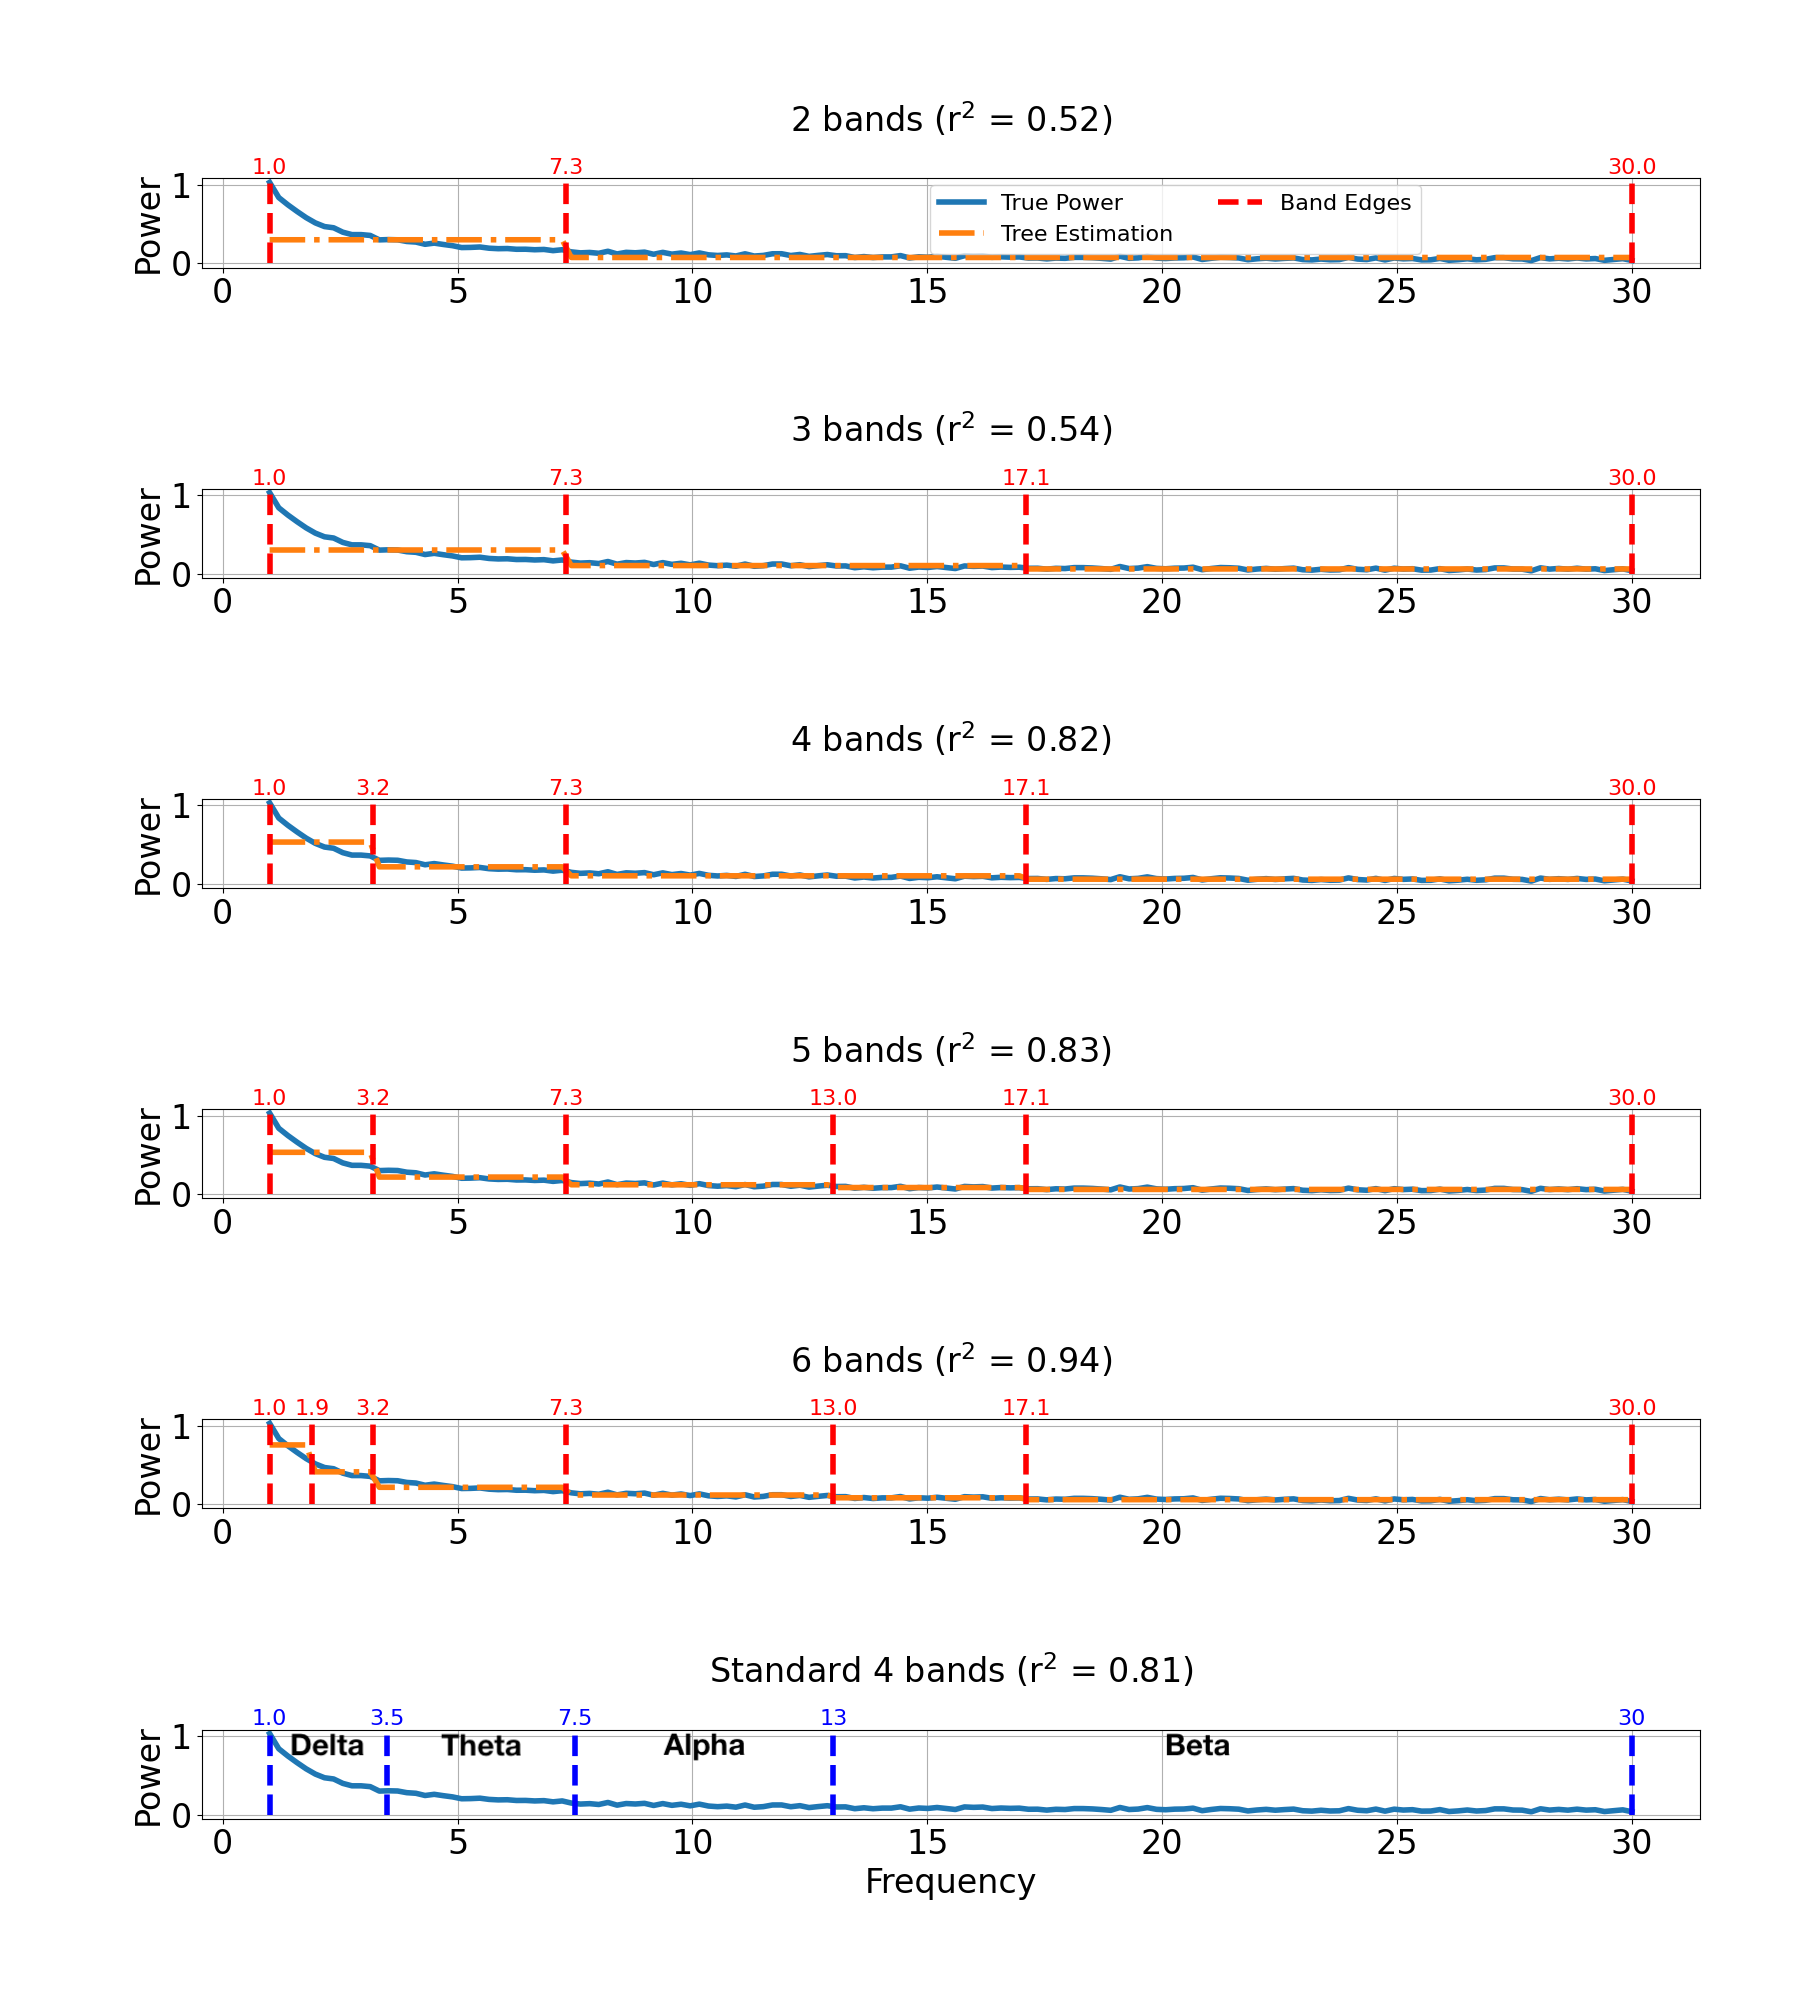 2 bands (r² = 0.52)
1.0 7.3 30.0
Power
1
0
True Power Band Edges
Tree Estimation
0 5 10 15 20 25 30
3 bands (r² = 0.54)
1.0 7.3 17.1 30.0
Power
1
0
0 5 10 15 20 25 30
4 bands (r² = 0.82)
1.0 3.2 7.3 17.1 30.0
Power
1
0
0 5 10 15 20 25 30
5 bands (r² = 0.83)
1.0 3.2 7.3 13.0 17.1 30.0
Power
1
0
0 5 10 15 20 25 30
6 bands (r² = 0.94)
1.0 1.9 3.2 7.3 13.0 17.1 30.0
Power
1
0
0 5 10 15 20 25 30
Standard 4 bands (r² = 0.81)
1.0 3.5 7.5 13 30
Power
1
0
Delta Theta Alpha Beta
0 5 10 15 20 25 30
Frequency